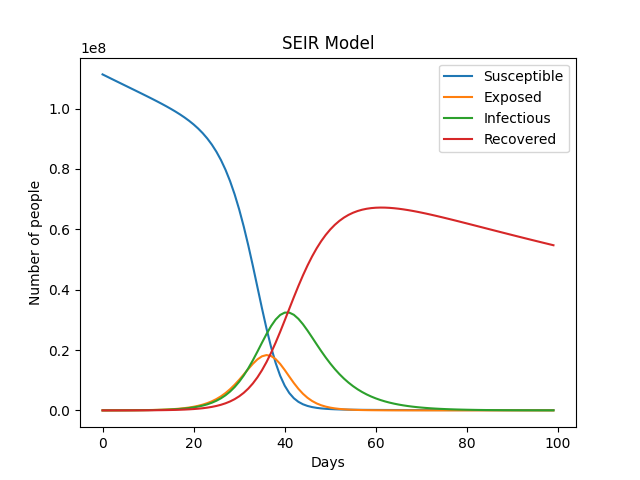 SEIR Model
1e8
Susceptible
Exposed
Infectious
Recovered
1.0
0.8
0.6
0.4
0.2
0.0
Number of people
0 20 40 60 80 100
Days